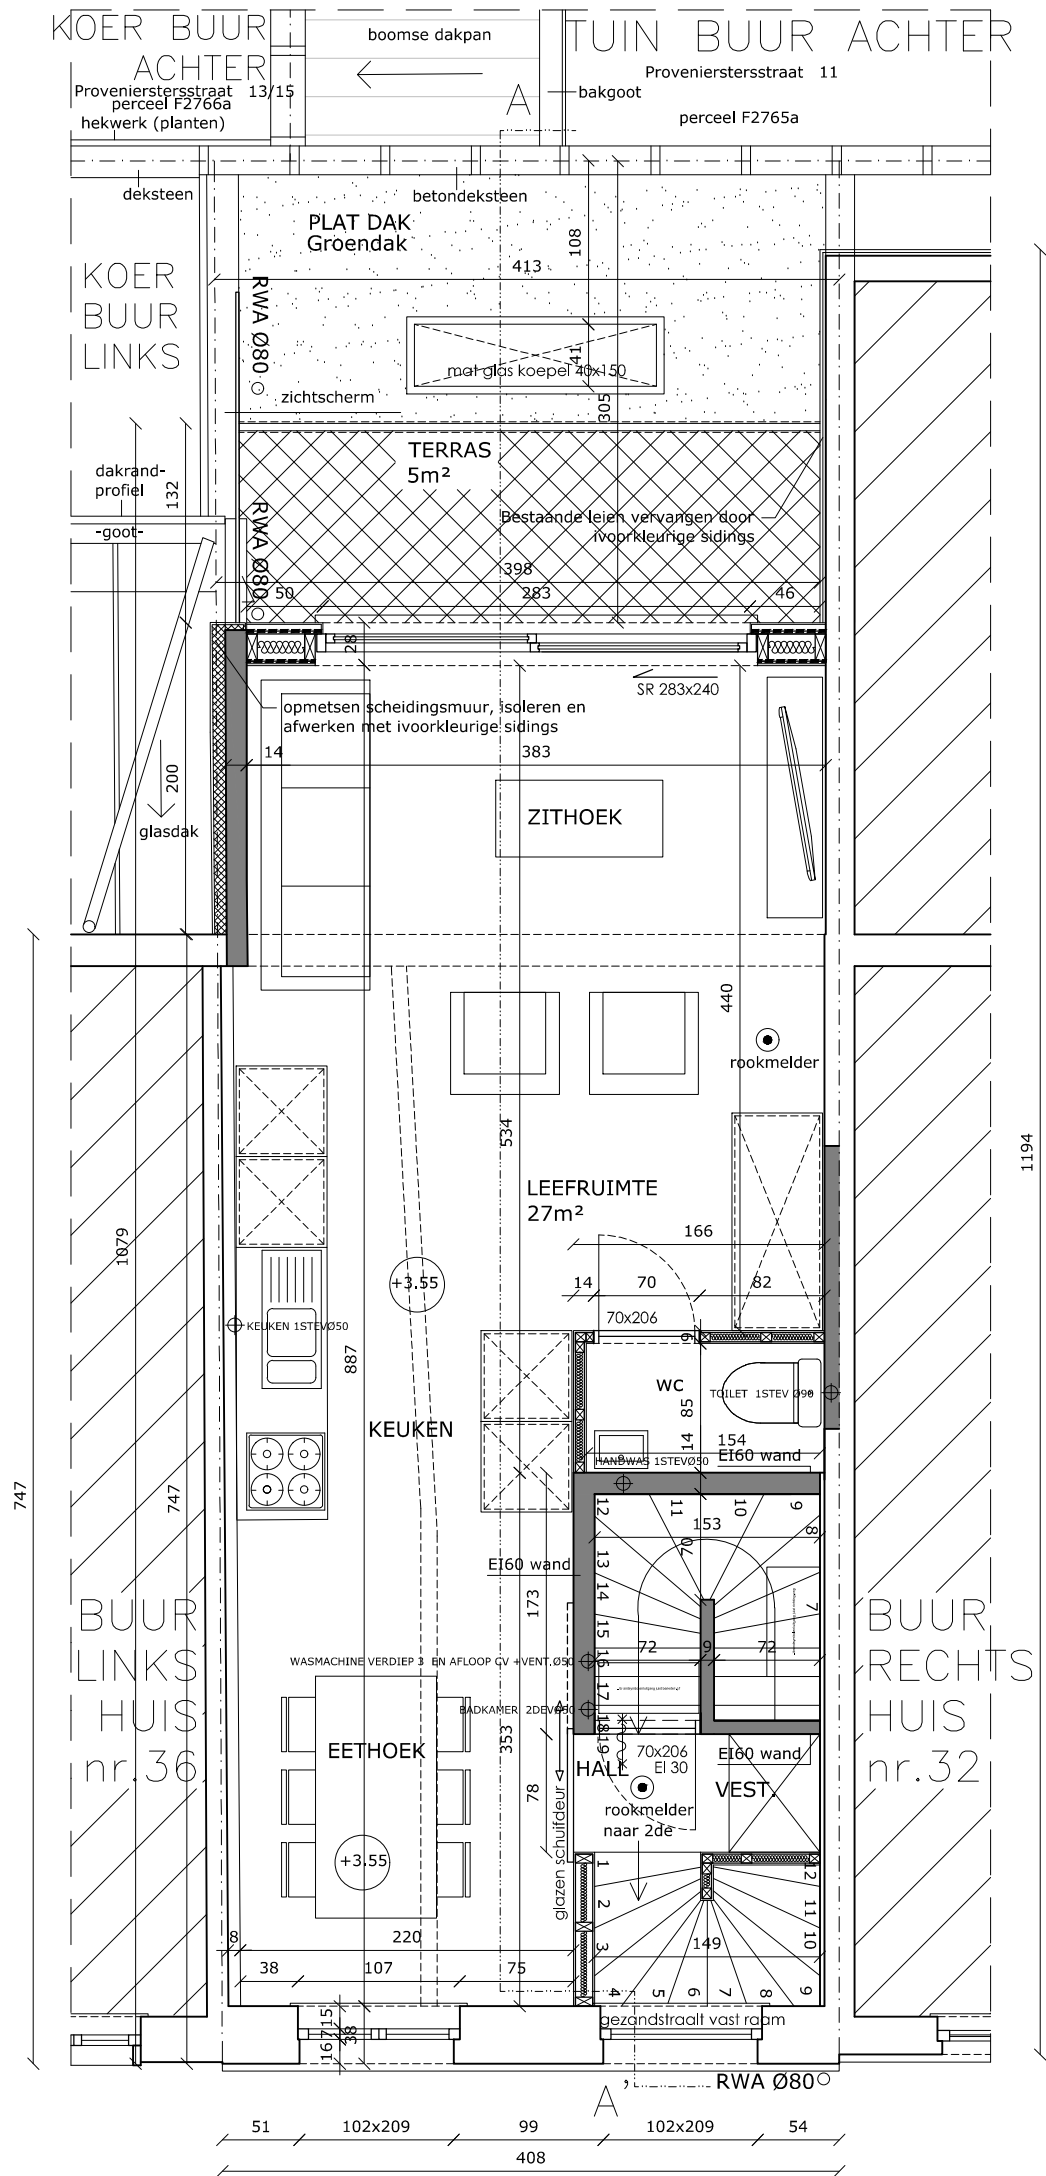 KOER BUUR
ACHTER
Provenierstersstraat 13/15
perceel F2766a
hekwerk (planten)
boomse dakpan
TUIN BUUR ACHTER
Provenierstersstraat 11
perceel F2765a
A
bakgoot
deksteen
betondeksteen
PLAT DAK
Groendak
108
413
KOER
BUUR
LINKS
RWA Ø80
mat glas koepel 40x150
41
305
zichtscherm
TERRAS
5m²
dakrand-
profiel
132
-goot-
RWA Ø80
Bestaande leien vervangen door
ivoorkleurige sidings
398
50
283
46
28
SR 283x240
opmetsen scheidingsmuur, isoleren en
afwerken met ivoorkleurige sidings
14
383
200
glasdak
ZITHOEK
440
rookmelder
534
1194
LEEFRUIMTE
27m²
166
1079
+3.55
14
70
82
70x206
KEUKEN 1STEVØ50
887
6
WC
TOILET 1STEV Ø90
85
KEUKEN
14
154
EI60 wand
HANDWAS 1STEVØ50
747
747
12
11
10
9
8
153
70
13
EI60 wand
14
173
7
15
BUUR
LINKS
HUIS
nr.36
BUUR
RECHTS
HUIS
nr.32
72
9
72
WASMACHINE VERDIEP 3 EN AFLOOP CV +VENT.Ø50
16
17
BADKAMER 2DEVØ50
18
19
353
EETHOEK
HALL
70x206
EI 30
EI60 wand
VEST.
78
glazen schuifdeur
rookmelder
naar 2de
+3.55
1
2
3
4
5
6
7
8
9
10
11
12
8
220
149
38
107
75
15
7
16
38
gezandstraalt vast raam
RWA Ø80
A'
51
102x209
99
102x209
54
408